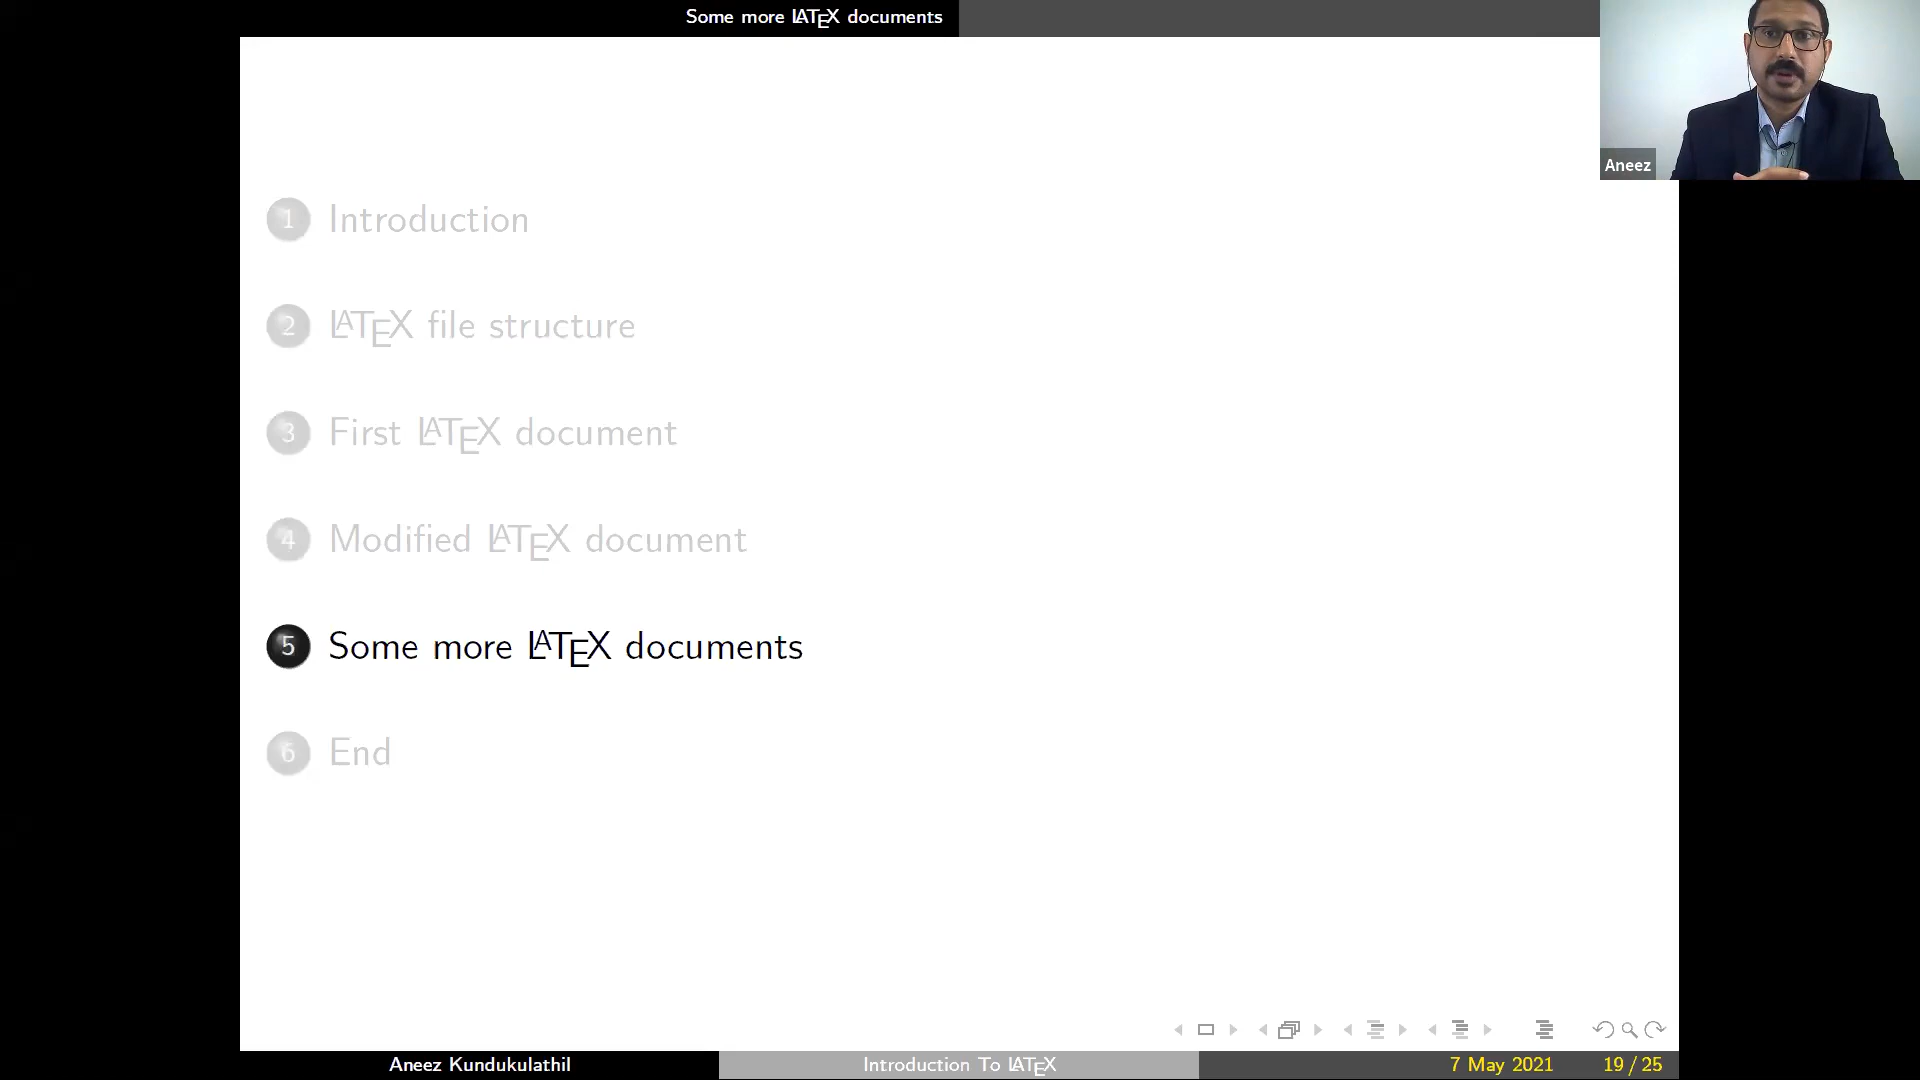 Some more LATEX documents
Aneez
1 Introduction
2 LATEX file structure
3 First LATEX document
4 Modified LATEX document
5 Some more LATEX documents
6 End
Aneez Kundukulathil
Introduction To LATEX
7 May 2021
19 / 25